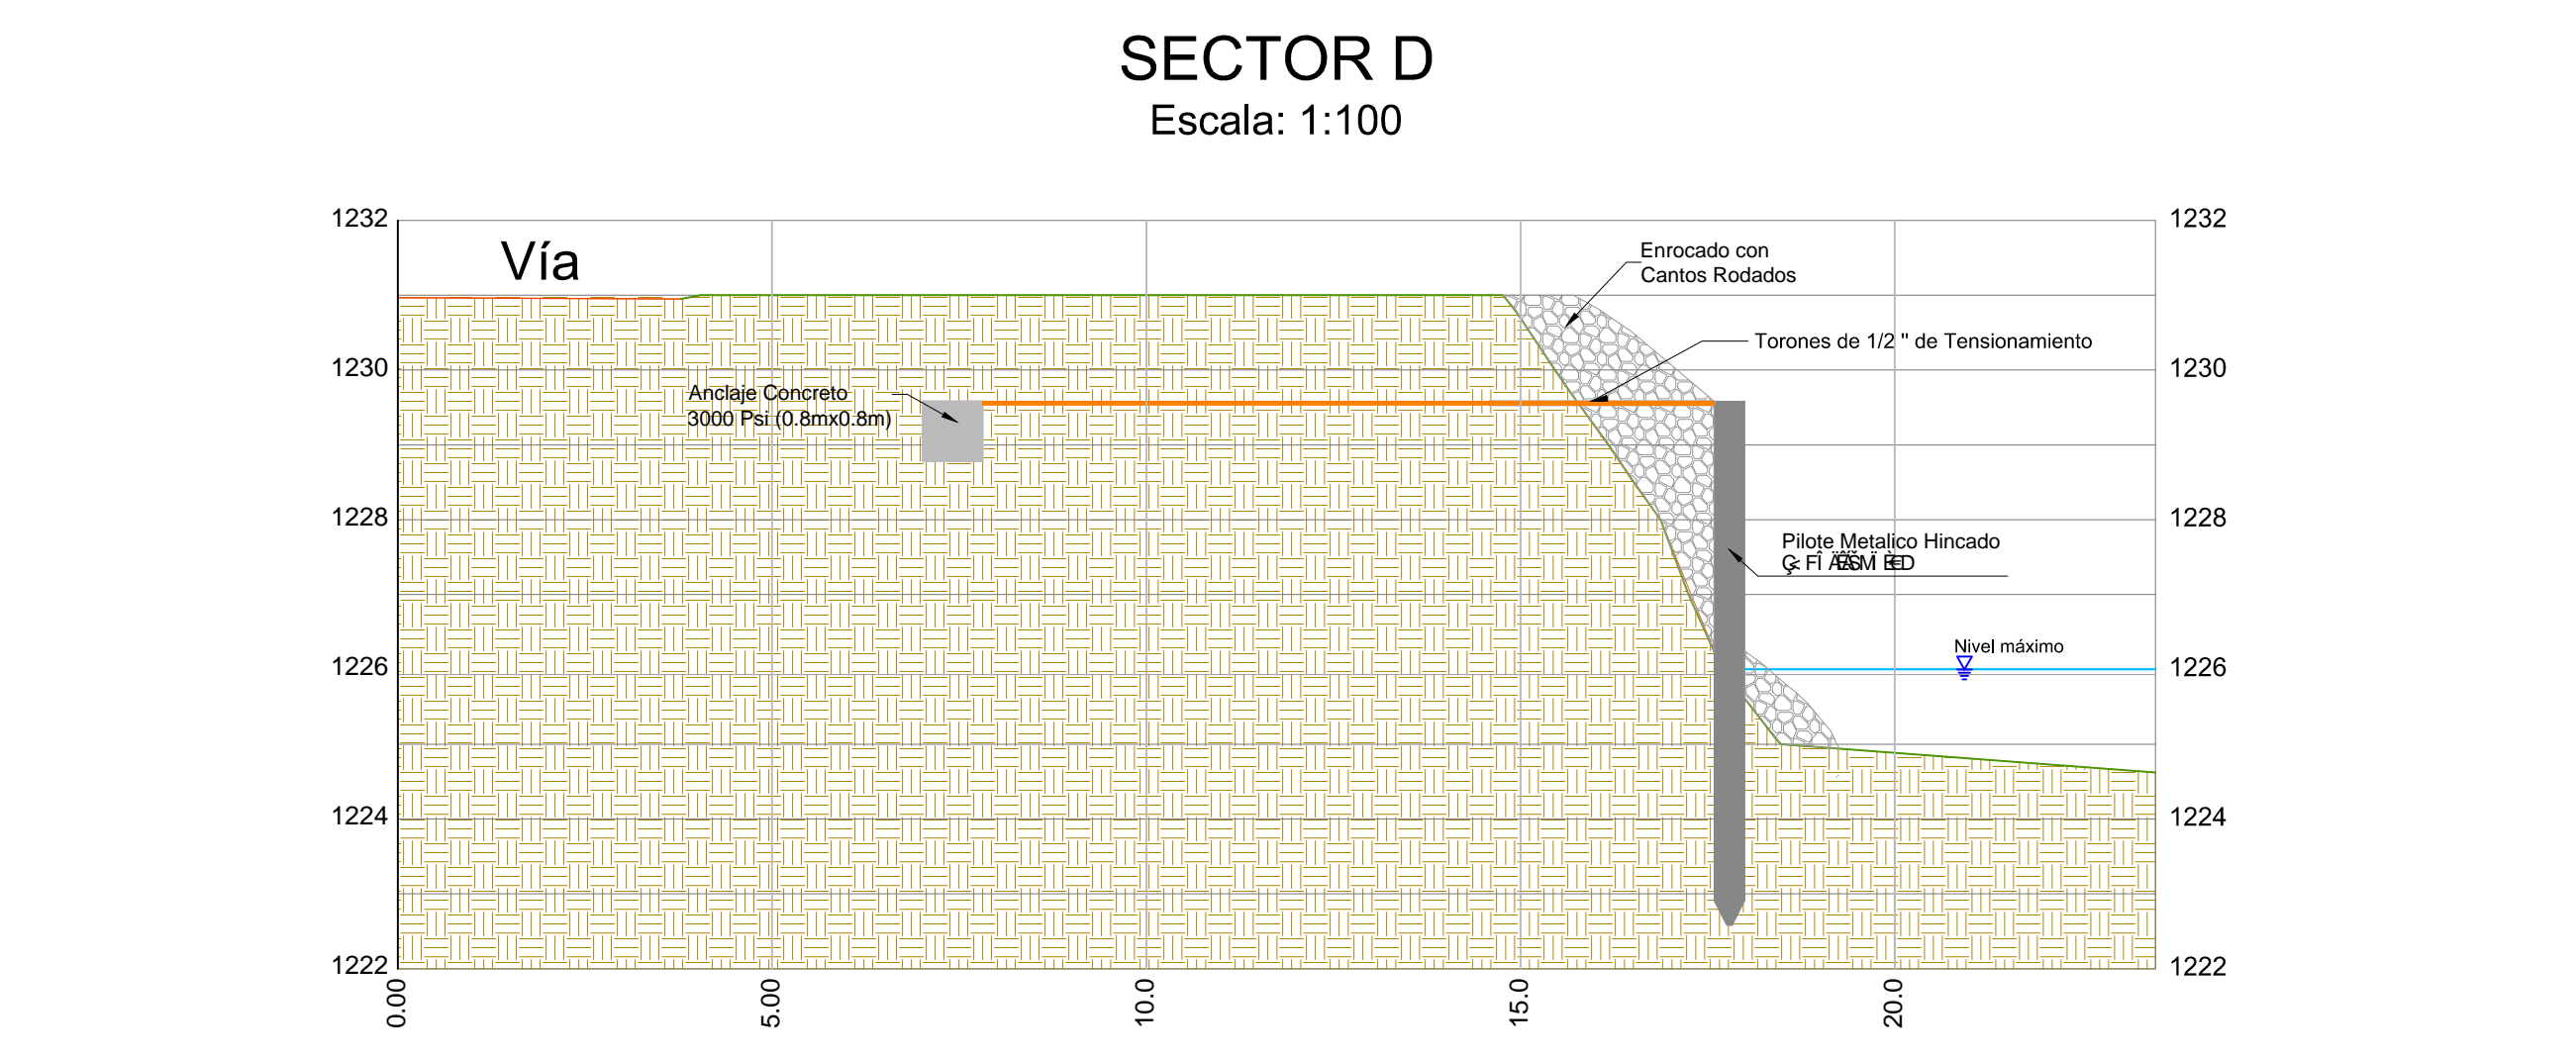 SECTOR D
Escala: 1:100
1232
1232
Vía
Enrocado con
Cantos Rodados
Torones de 1/2 " de Tensionamiento
1230
1230
Anclaje Concreto
3000 Psi (0.8mx0.8m)
1228
1228
Pilote Metalico Hincado
Nivel máximo
1226
1226
1224
1224
1222
1222
0.00
5.00
10.0
15.0
20.0